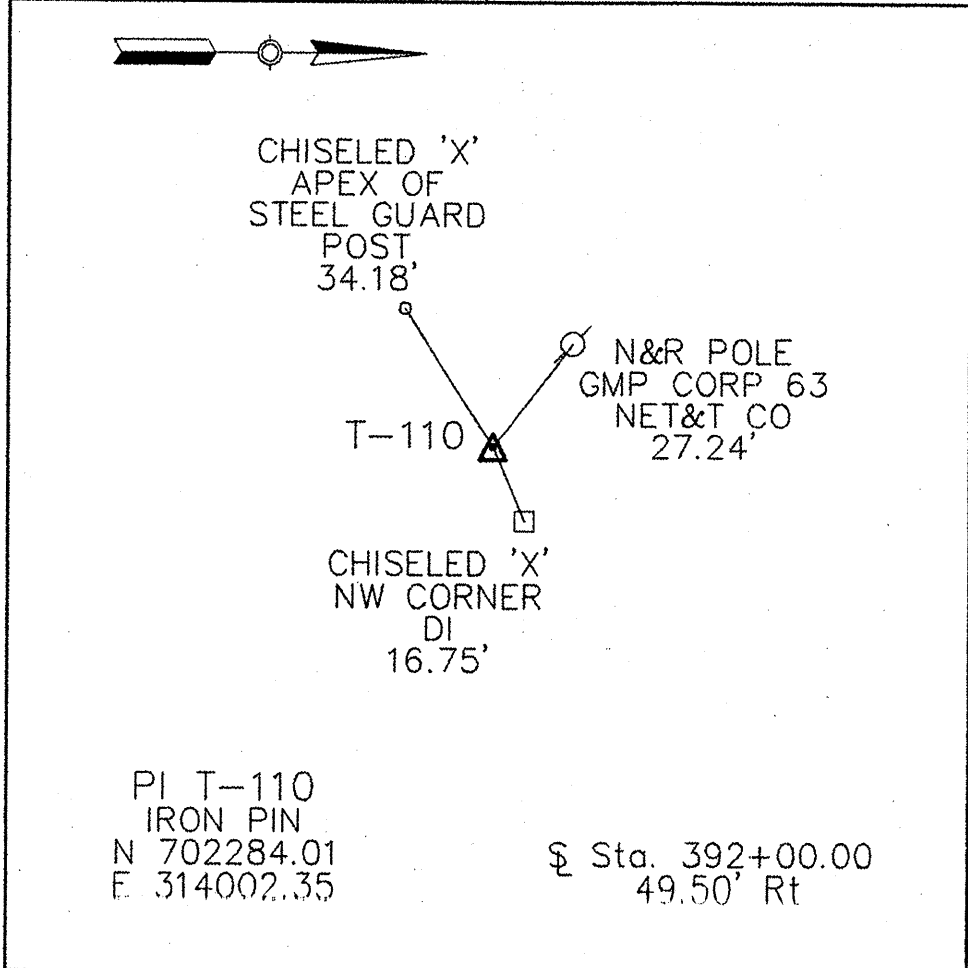 CHISELED 'X'
APEX OF
STEEL GUARD
POST
34.18'
N&R POLE
GMP CORP 63
NET&T CO
27.24'
T-110
CHISELED 'X'
NW CORNER
DI
16.75'
PI T-110
IRON PIN
N 702284.01
E 314002.35
℄ Sta. 392+00.00
49.50' Rt